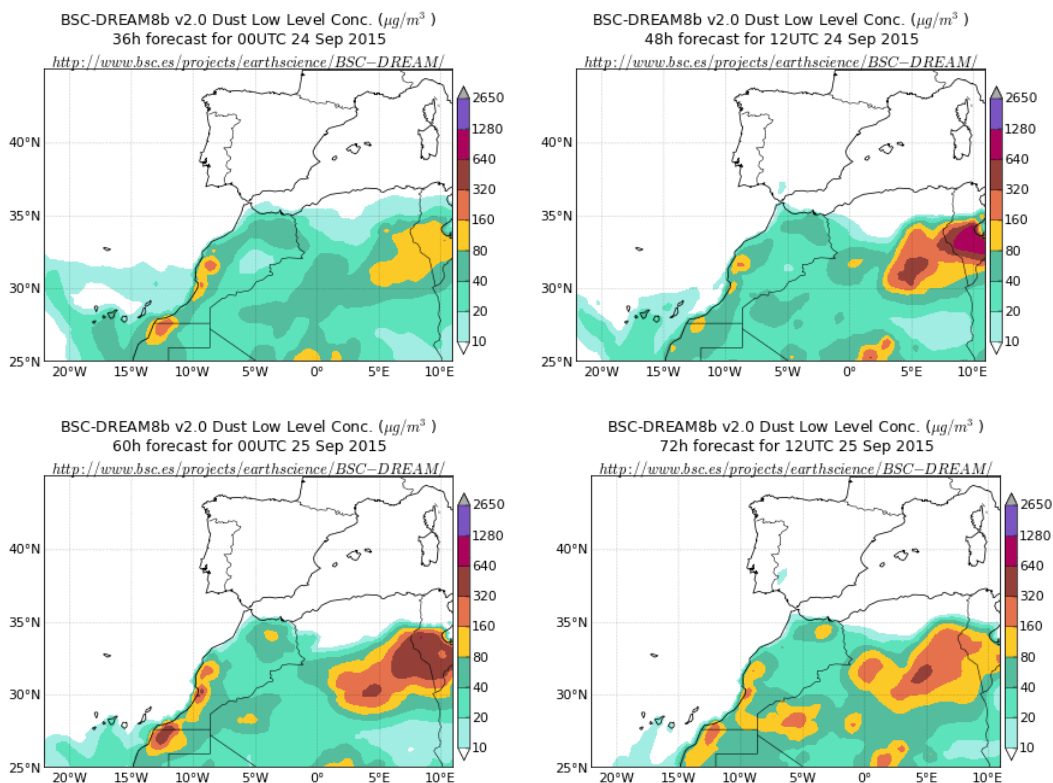 BSC-DREAM8b v2.0 Dust Low Level Conc. (μg/m³ )
36h forecast for 00UTC 24 Sep 2015
http://www.bsc.es/projects/earthscience/BSC−DREAM/
40°N
35°N
30°N
25°N
20°W 15°W 10°W 5°W 0° 5°E 10°E
2650
1280
640
320
160
80
40
20
10
BSC-DREAM8b v2.0 Dust Low Level Conc. (μg/m³ )
48h forecast for 12UTC 24 Sep 2015
http://www.bsc.es/projects/earthscience/BSC−DREAM/
40°N
35°N
30°N
25°N
20°W 15°W 10°W 5°W 0° 5°E 10°E
2650
1280
640
320
160
80
40
20
10
BSC-DREAM8b v2.0 Dust Low Level Conc. (μg/m³ )
60h forecast for 00UTC 25 Sep 2015
http://www.bsc.es/projects/earthscience/BSC−DREAM/
40°N
35°N
30°N
25°N
20°W 15°W 10°W 5°W 0° 5°E 10°E
2650
1280
640
320
160
80
40
20
10
BSC-DREAM8b v2.0 Dust Low Level Conc. (μg/m³ )
72h forecast for 12UTC 25 Sep 2015
http://www.bsc.es/projects/earthscience/BSC−DREAM/
40°N
35°N
30°N
25°N
20°W 15°W 10°W 5°W 0° 5°E 10°E
2650
1280
640
320
160
80
40
20
10